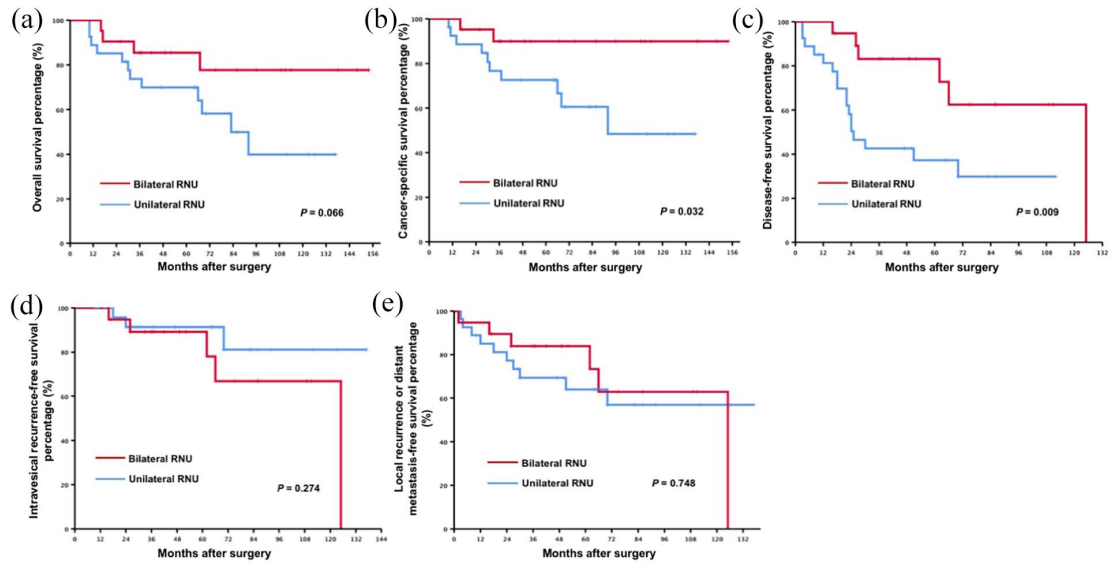 (a)
Overall survival percentage (%)
100
80
60
40
20
0
Bilateral RNU
Unilateral RNU
P = 0.066
0 12 24 36 48 60 72 84 96 108 120 132 144 156
Months after surgery
(b)
Cancer-specific survival percentage (%)
100
80
60
40
20
0
Bilateral RNU
Unilateral RNU
P = 0.032
0 12 24 36 48 60 72 84 96 108 120 132 144 156
Months after surgery
(c)
Disease-free survival percentage (%)
100
80
60
40
20
0
Bilateral RNU
Unilateral RNU
P = 0.009
0 12 24 36 48 60 72 84 96 108 120 132
Months after surgery
(d)
Intravesical recurrence-free survival
percentage (%)
100
80
60
40
20
0
Bilateral RNU
Unilateral RNU
P = 0.274
0 12 24 36 48 60 72 84 96 108 120 132 144
Months after surgery
(e)
Local recurrence or distant
metastasis-free survival percentage
(%)
100
80
60
40
20
0
Bilateral RNU
Unilateral RNU
P = 0.748
0 12 24 36 48 60 72 84 96 108 120 132
Months after surgery